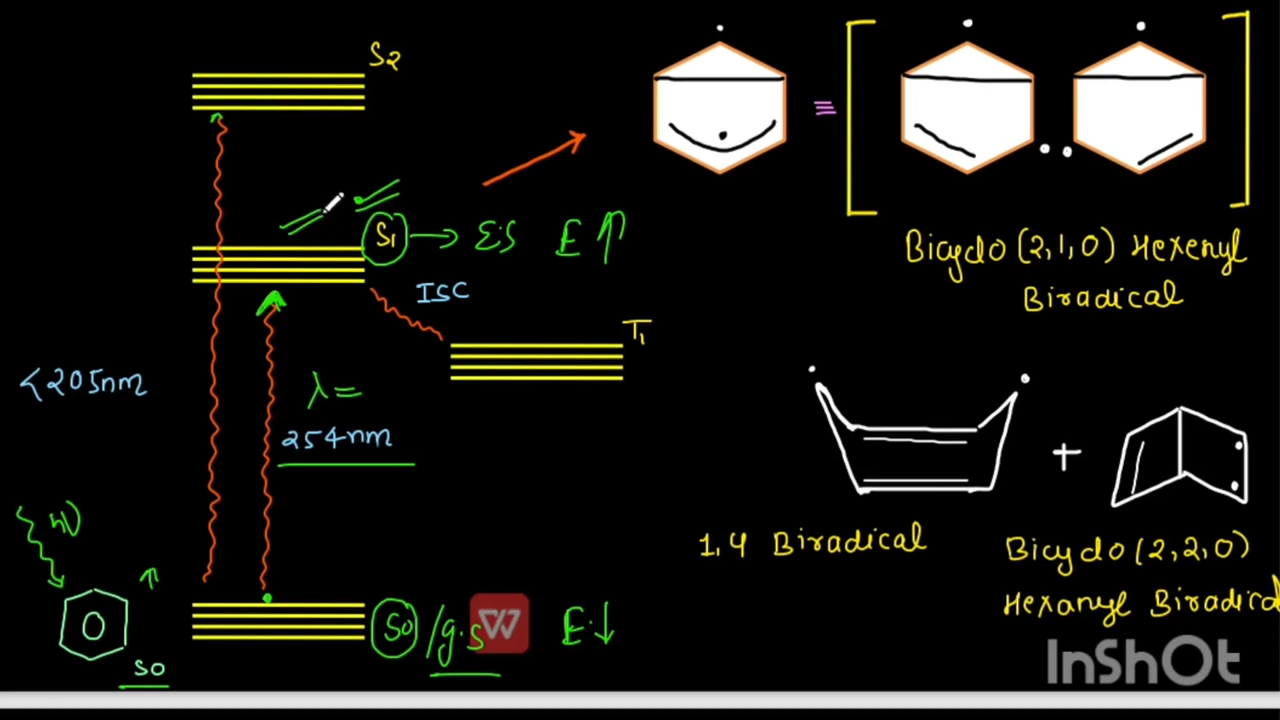 S2
S1 → E·S E ↑
ISC
T1
<205nm
λ =
254nm
hν
S0
S0/g.s E·↓
≡
Bicyclo (2,1,0) Hexenyl
Biradical
+
1,4 Biradical
Bicyclo (2,2,0)
Hexanyl Biradical
InShOt